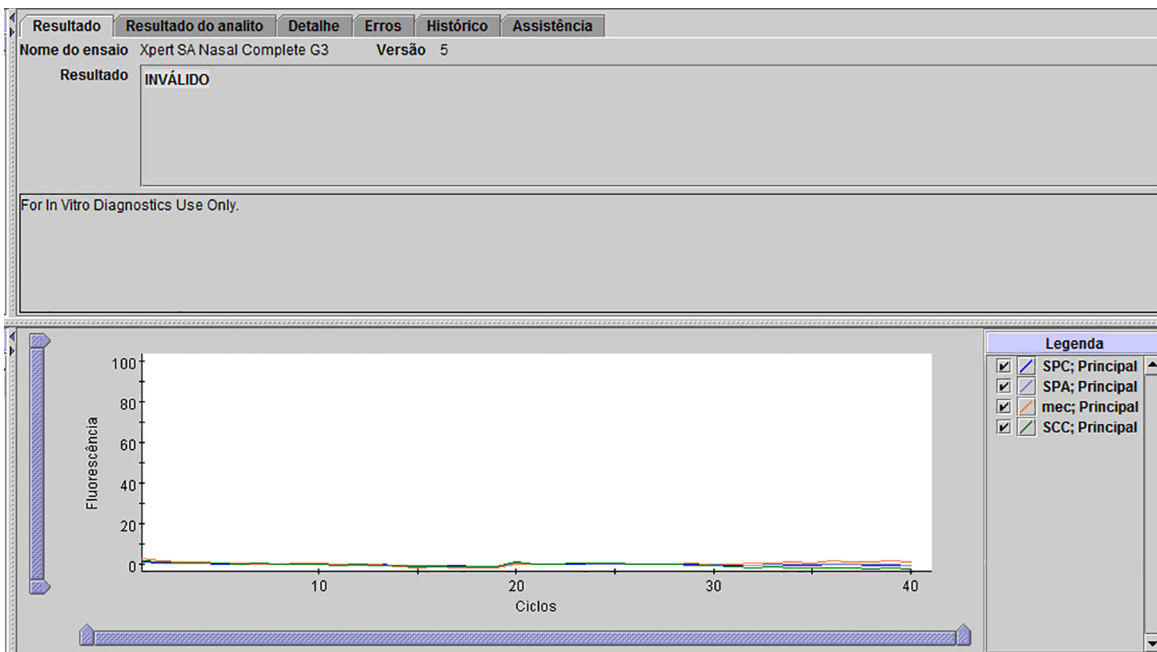 Resultado Resultado do analito Detalhe Erros Histórico Assistência
Nome do ensaio Xpert SA Nasal Complete G3 Versão 5
Resultado INVÁLIDO
For In Vitro Diagnostics Use Only.
Legenda
SPC; Principal
SPA; Principal
mec; Principal
SCC; Principal
Fluorescência
100
80
60
40
20
0
10 20 30 40
Ciclos